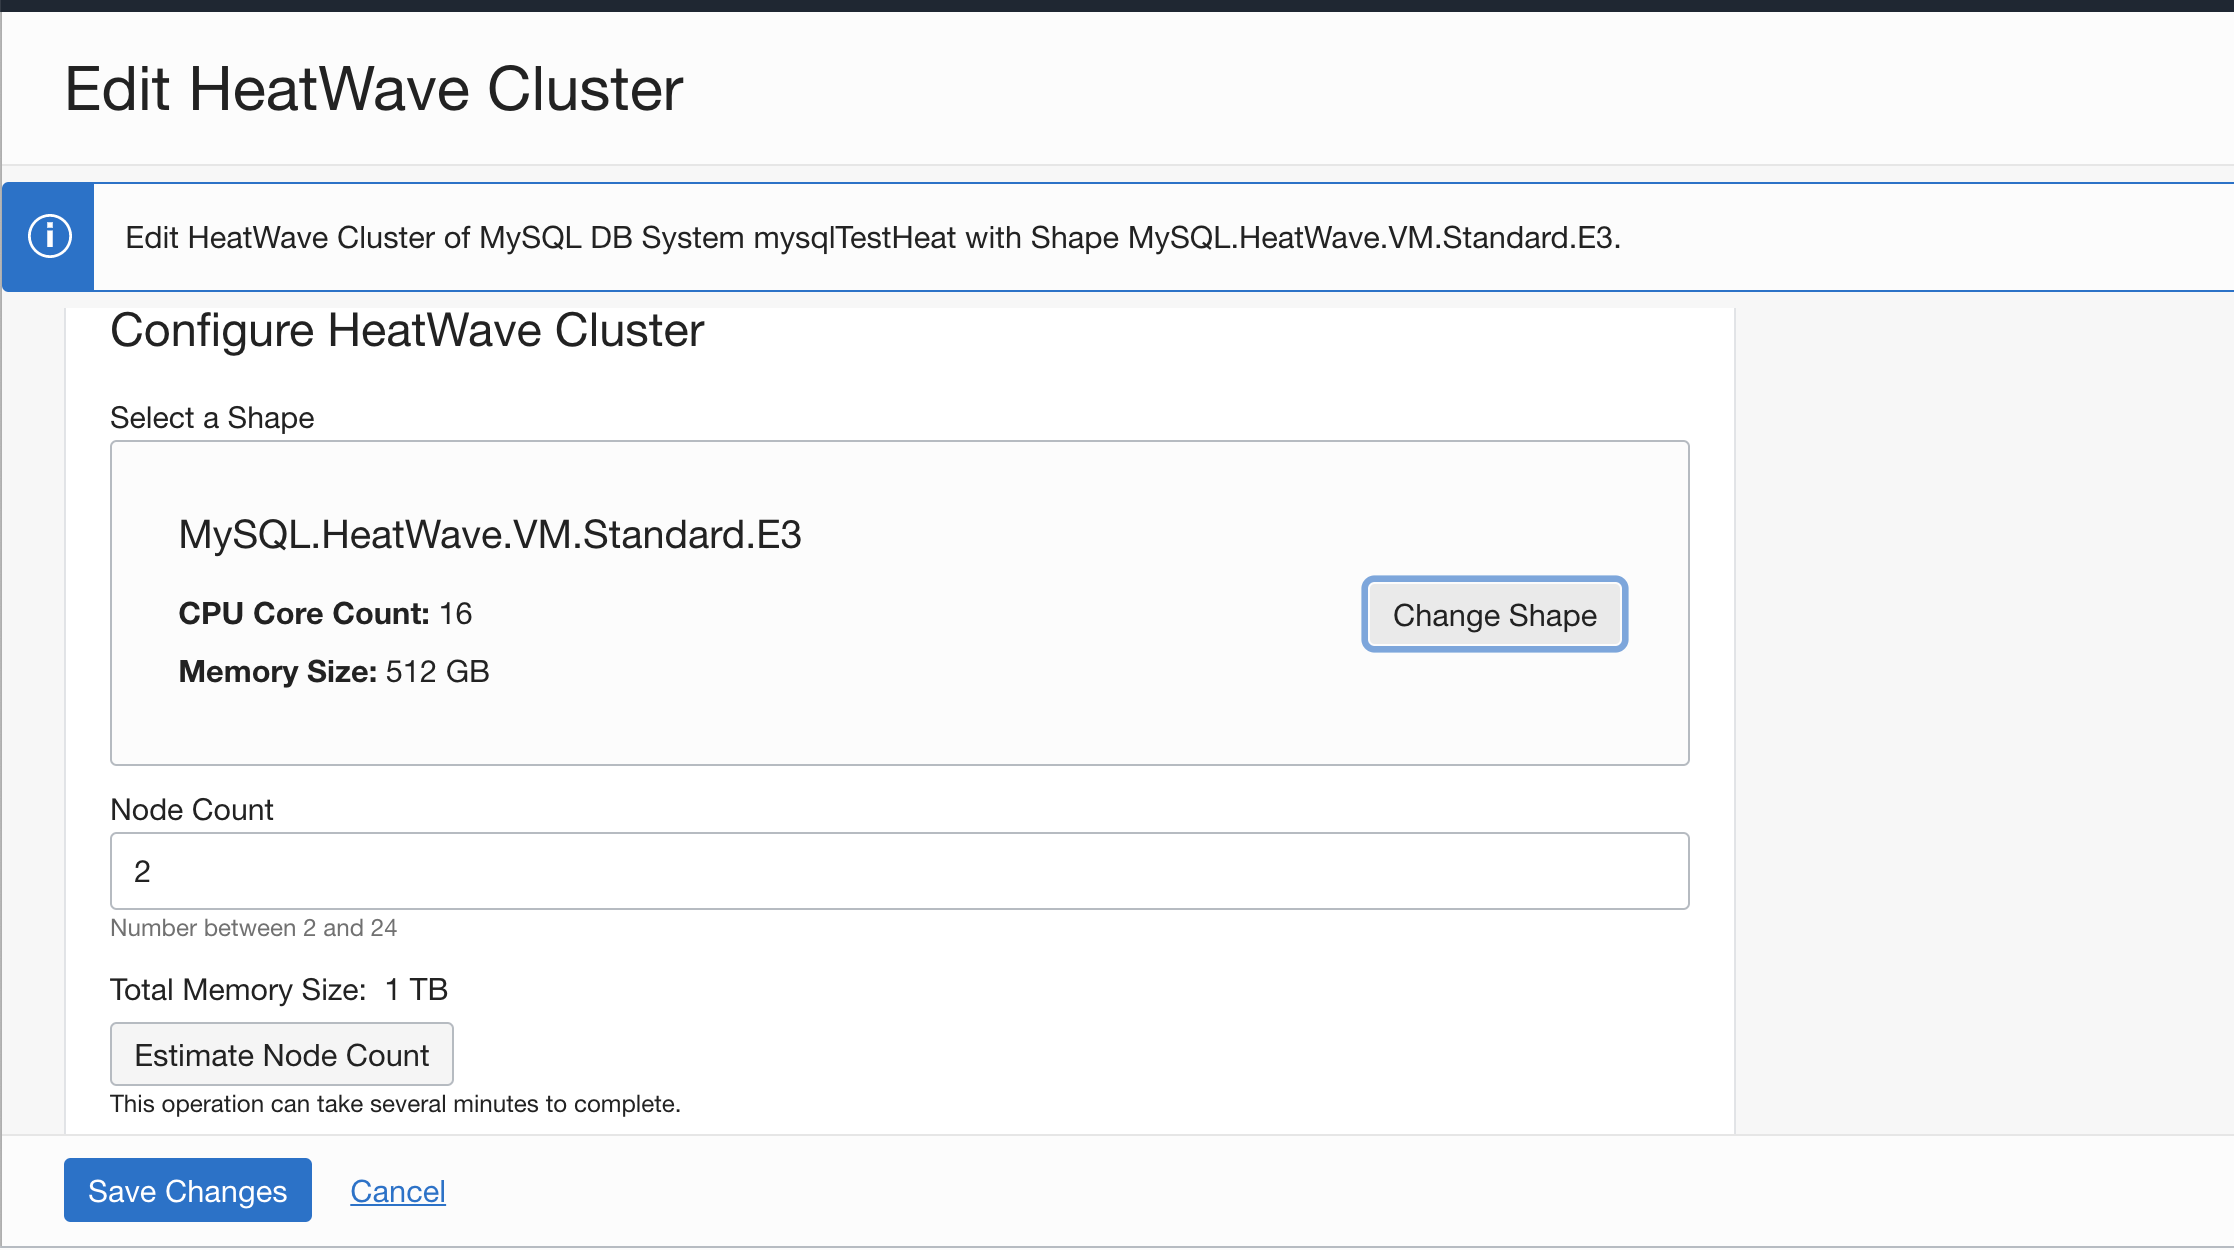 Edit HeatWave Cluster
Edit HeatWave Cluster of MySQL DB System mysqlTestHeat with Shape MySQL.HeatWave.VM.Standard.E3.
Configure HeatWave Cluster
Select a Shape
MySQL.HeatWave.VM.Standard.E3
CPU Core Count: 16
Change Shape
Memory Size: 512 GB
Node Count
2
Number between 2 and 24
Total Memory Size: 1 TB
Estimate Node Count
This operation can take several minutes to complete.
Save Changes Cancel